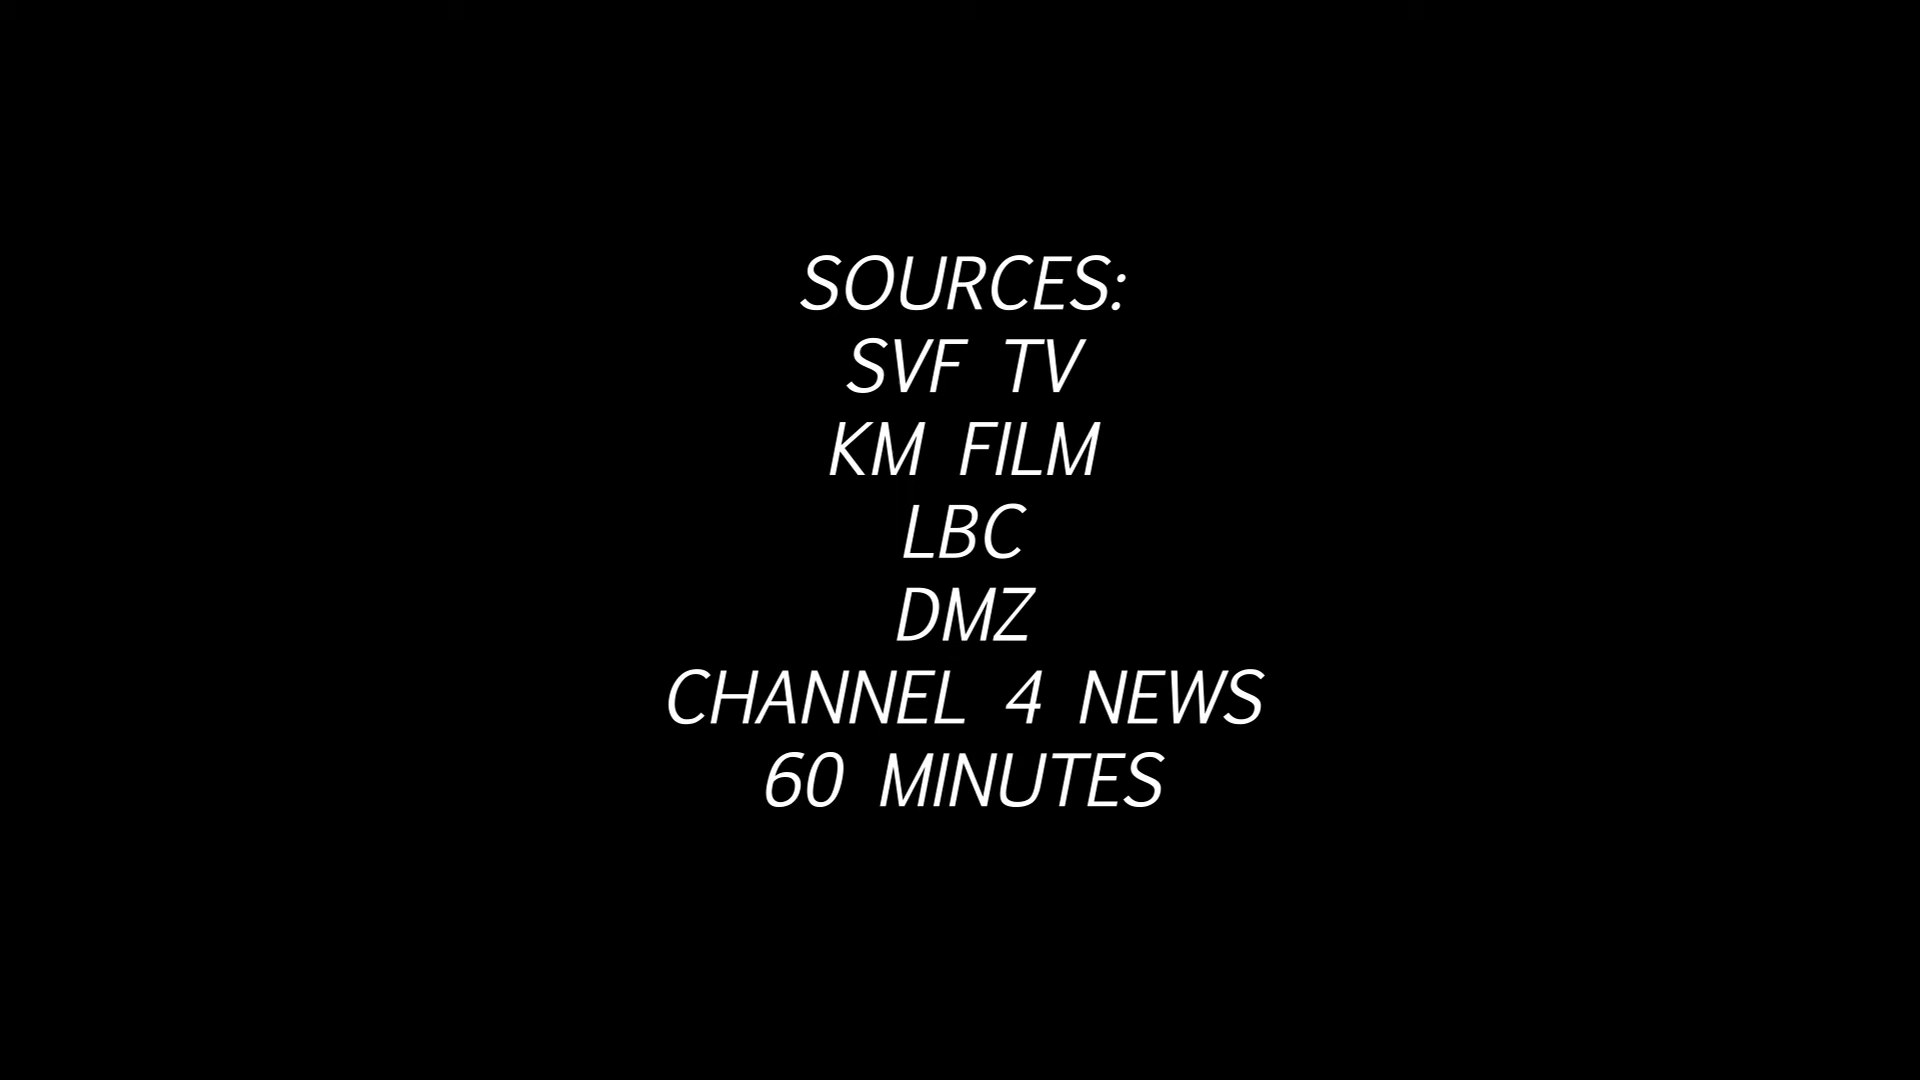 SOURCES:
SVF TV
KM FILM
LBC
DMZ
CHANNEL 4 NEWS
60 MINUTES